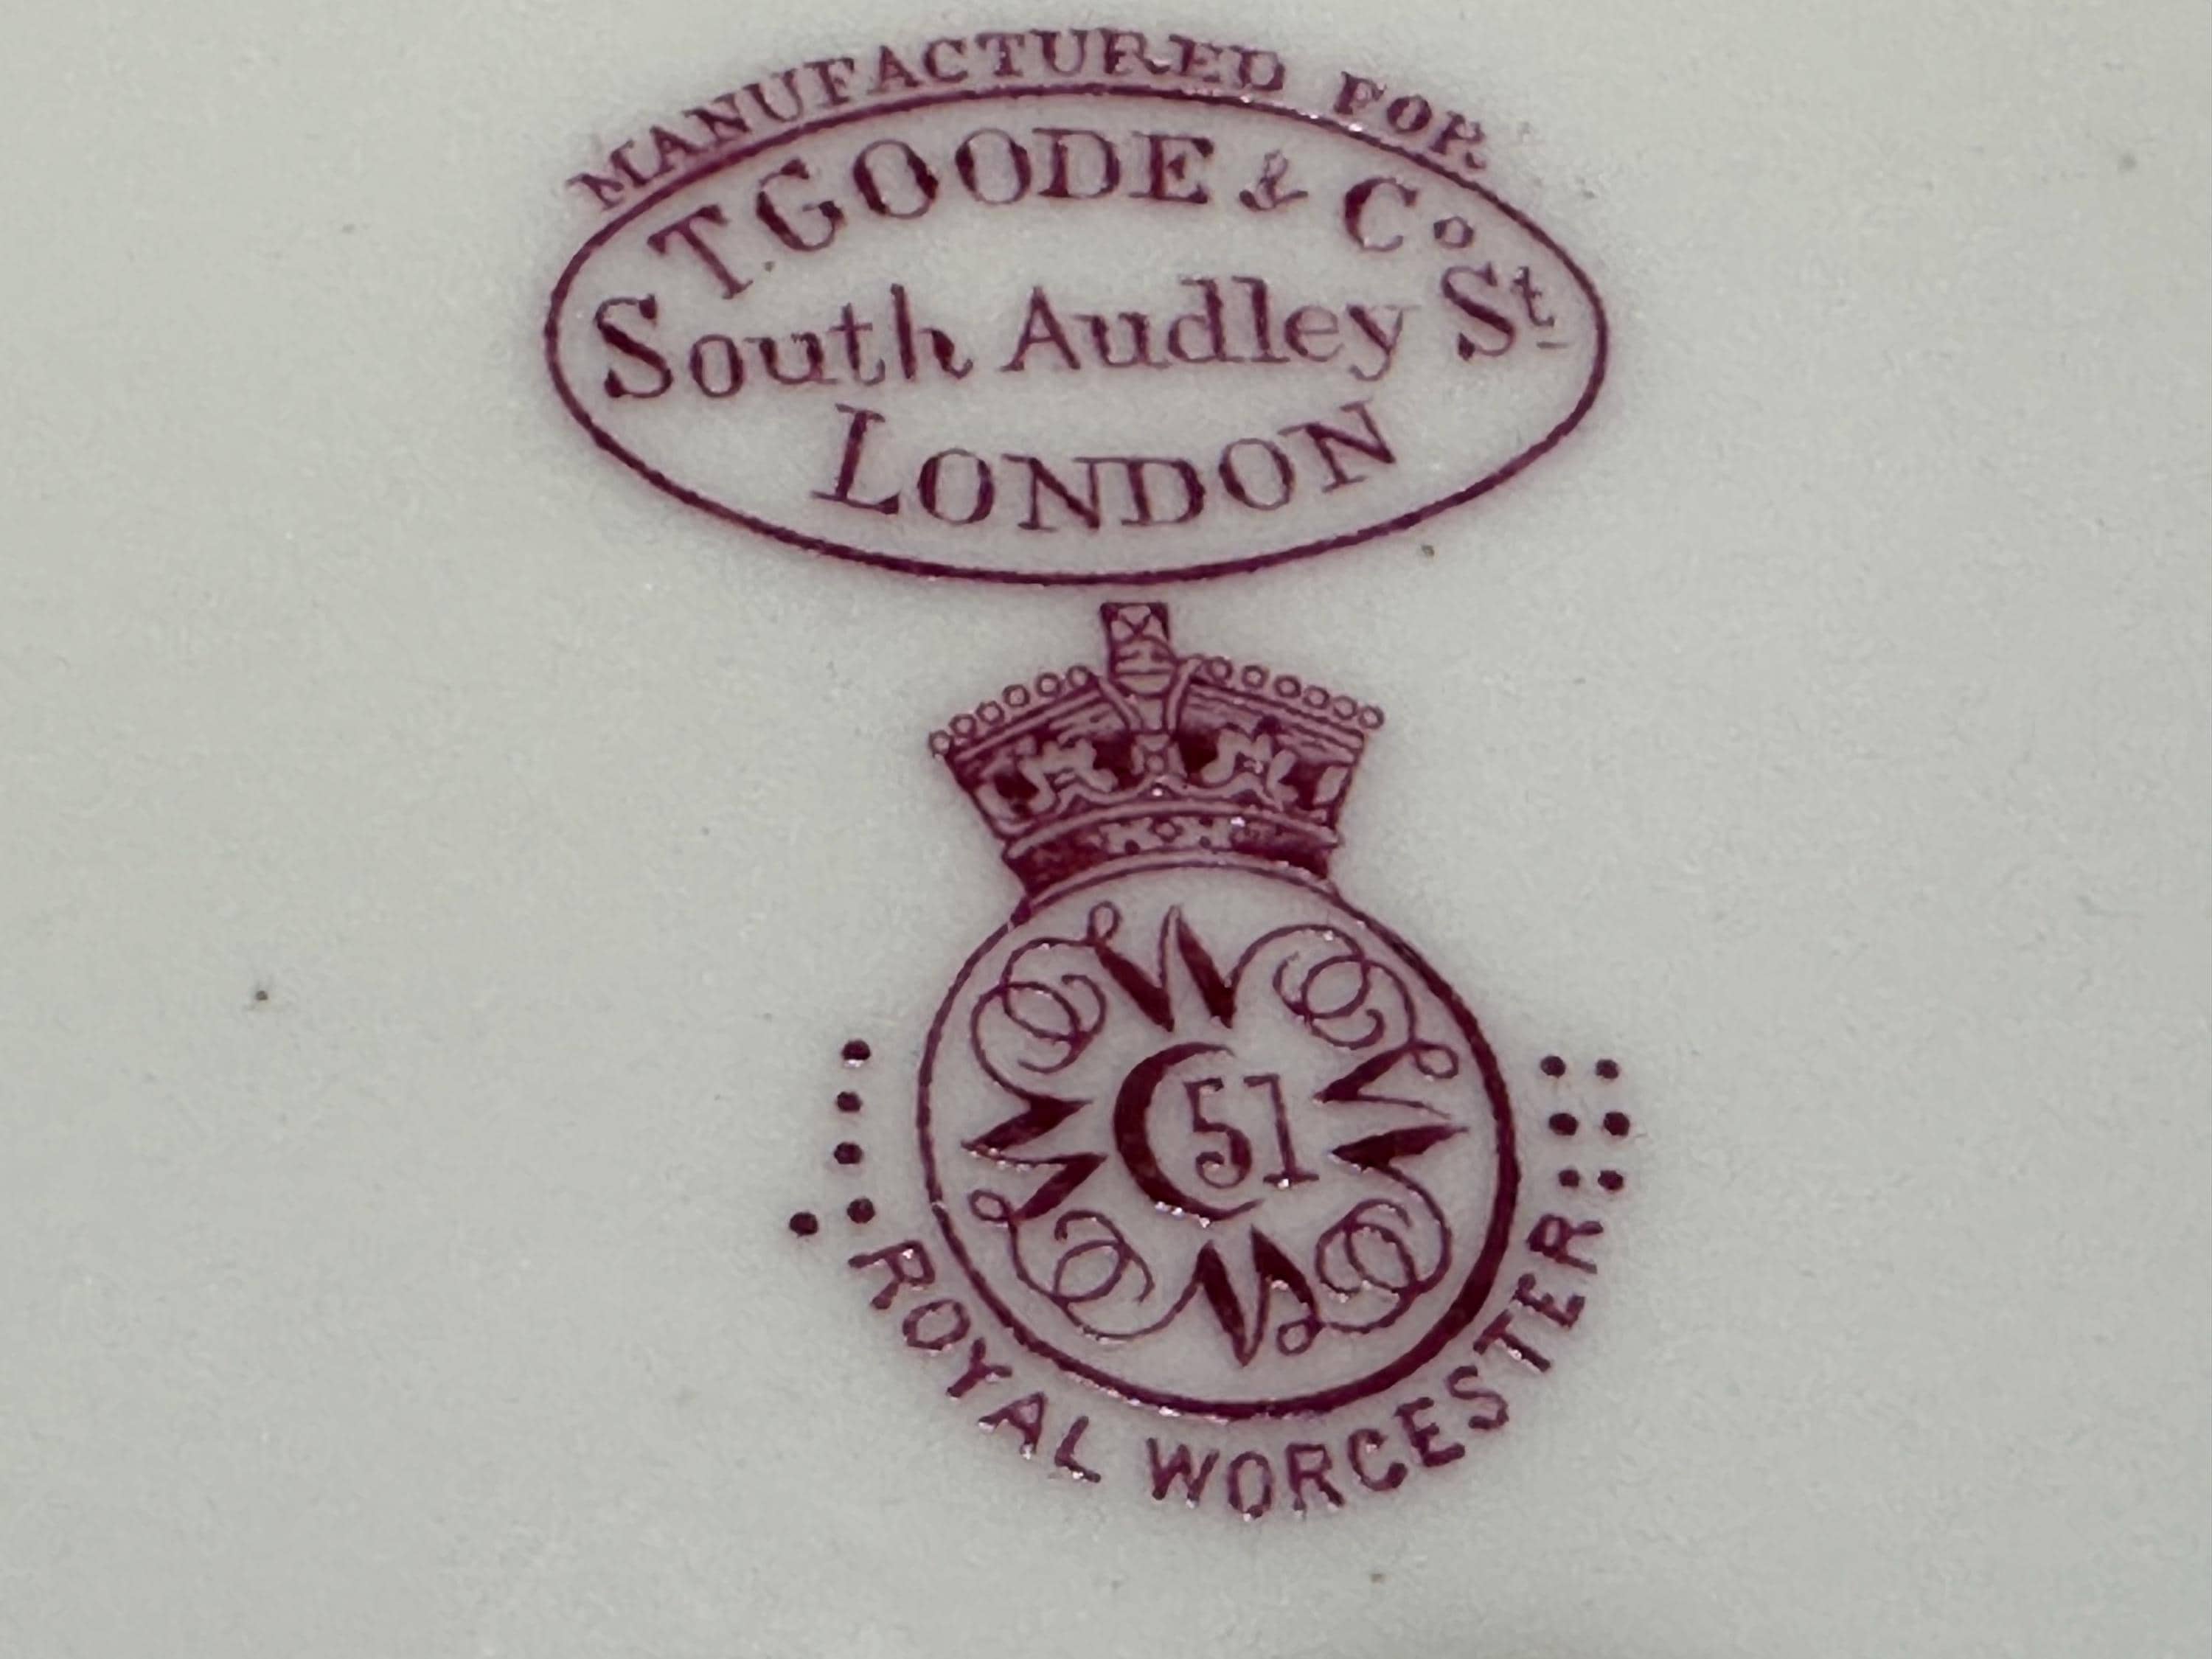 MANUFACTURED FOR
T. GOODE & Co
South Audley St
LONDON
W W W W
C 51
ROYAL WORCESTER